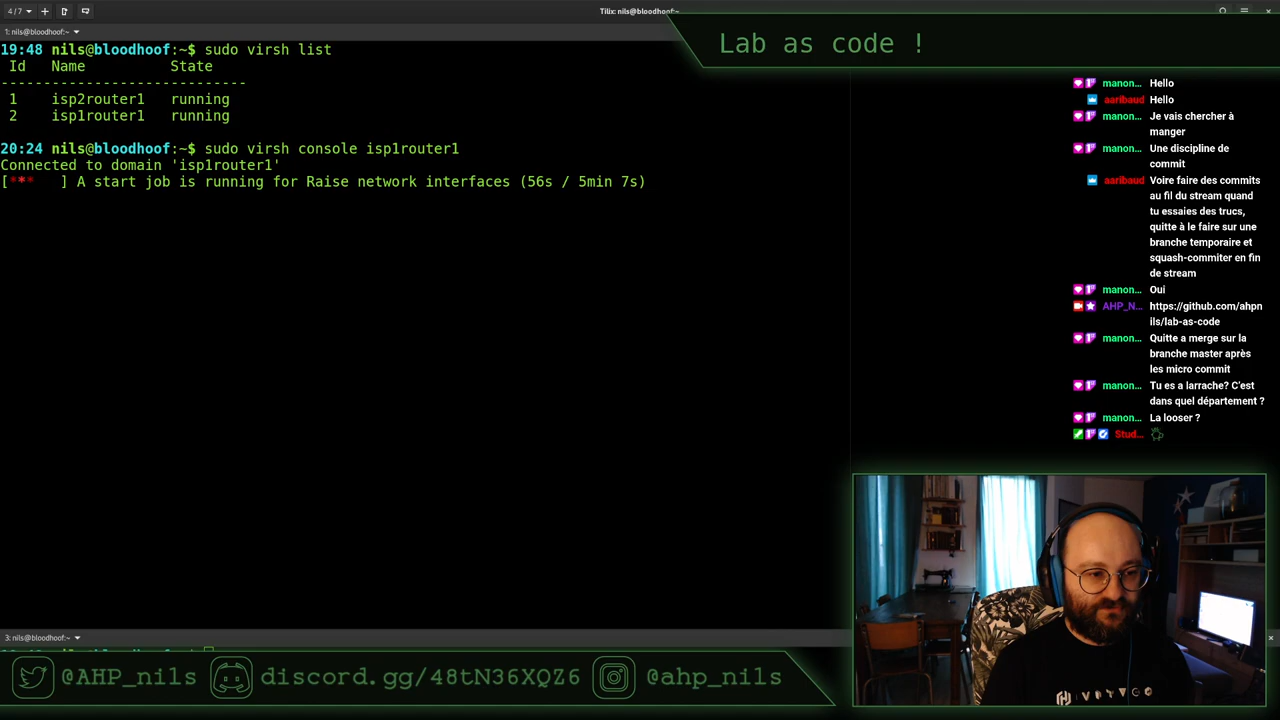 4 / 7
Tilix: nils@bloodhoof:~
1: nils@bloodhoof:~
Lab as code !
19:48 nils@bloodhoof:~$ sudo virsh list
Id Name State
----------------------------
1 isp2router1 running
2 isp1router1 running
20:24 nils@bloodhoof:~$ sudo virsh console isp1router1
Connected to domain 'isp1router1'
[*** ] A start job is running for Raise network interfaces (56s / 5min 7s)
manon… Hello
aaribaud Hello
manon… Je vais chercher à
manger
manon… Une discipline de
commit
aaribaud Voire faire des commits
au fil du stream quand
tu essaies des trucs,
quitte à le faire sur une
branche temporaire et
squash-commiter en fin
de stream
manon… Oui
AHP_N… https://github.com/ahpn
ils/lab-as-code
manon… Quitte a merge sur la
branche master après
les micro commit
manon… Tu es a larrache? C'est
dans quel département ?
manon… La looser ?
Stud…
3: nils@bloodhoof:~
@AHP_nils discord.gg/48tN36XQZ6 @ahp_nils